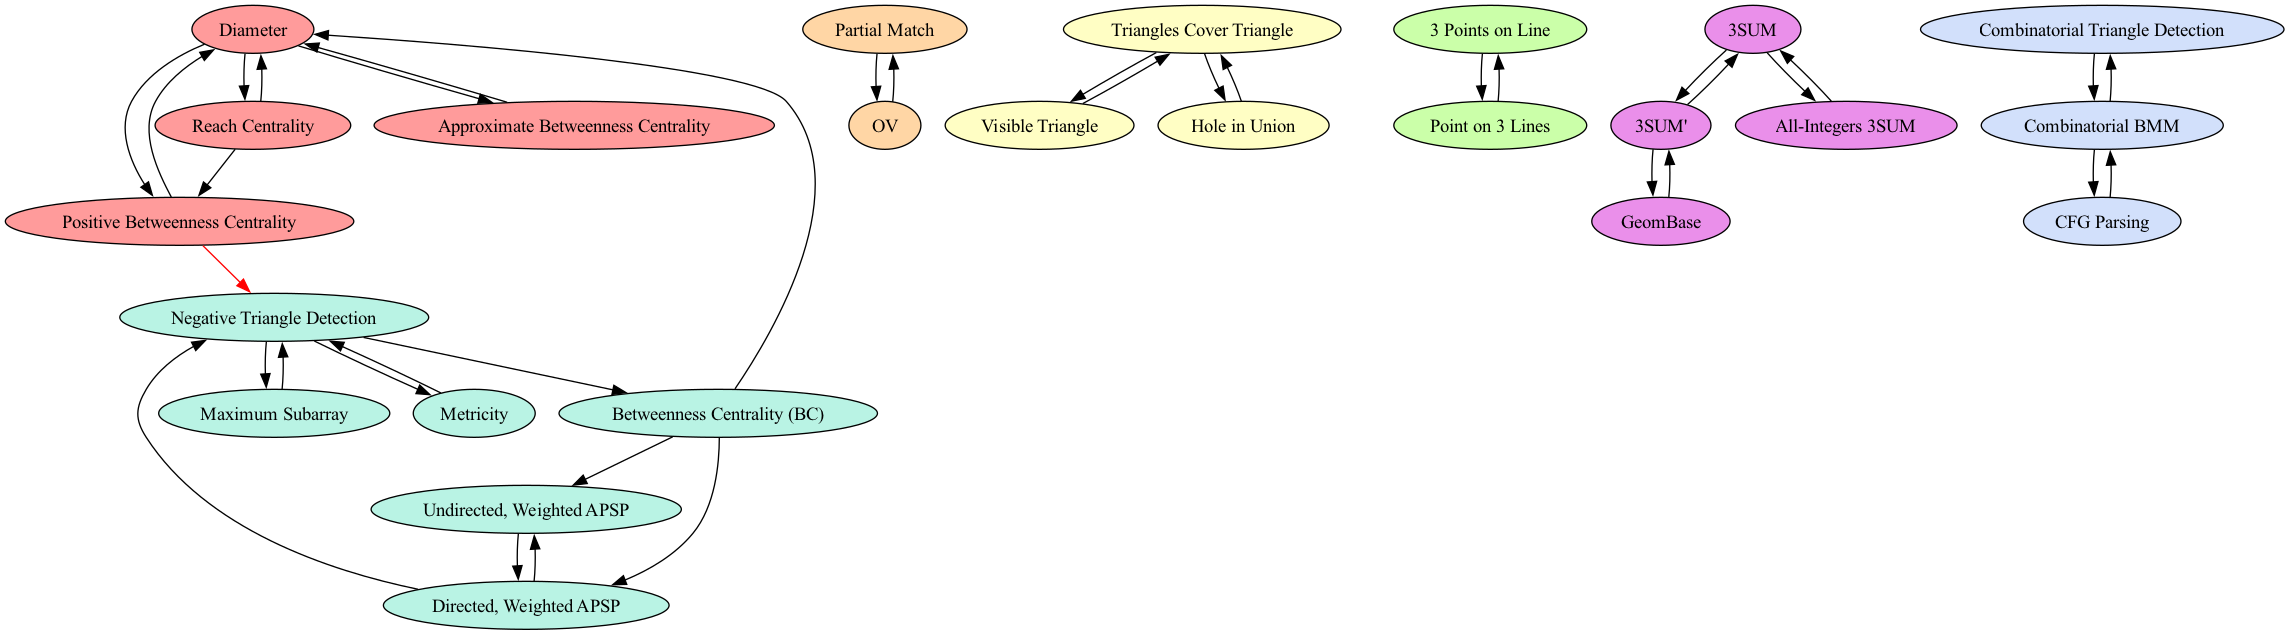 Diameter
Partial Match
Triangles Cover Triangle
3 Points on Line
3SUM
Combinatorial Triangle Detection
Reach Centrality
Approximate Betweenness Centrality
OV
Visible Triangle
Hole in Union
Point on 3 Lines
3SUM'
All-Integers 3SUM
Combinatorial BMM
Positive Betweenness Centrality
GeomBase
CFG Parsing
Negative Triangle Detection
Maximum Subarray
Metricity
Betweenness Centrality (BC)
Undirected, Weighted APSP
Directed, Weighted APSP